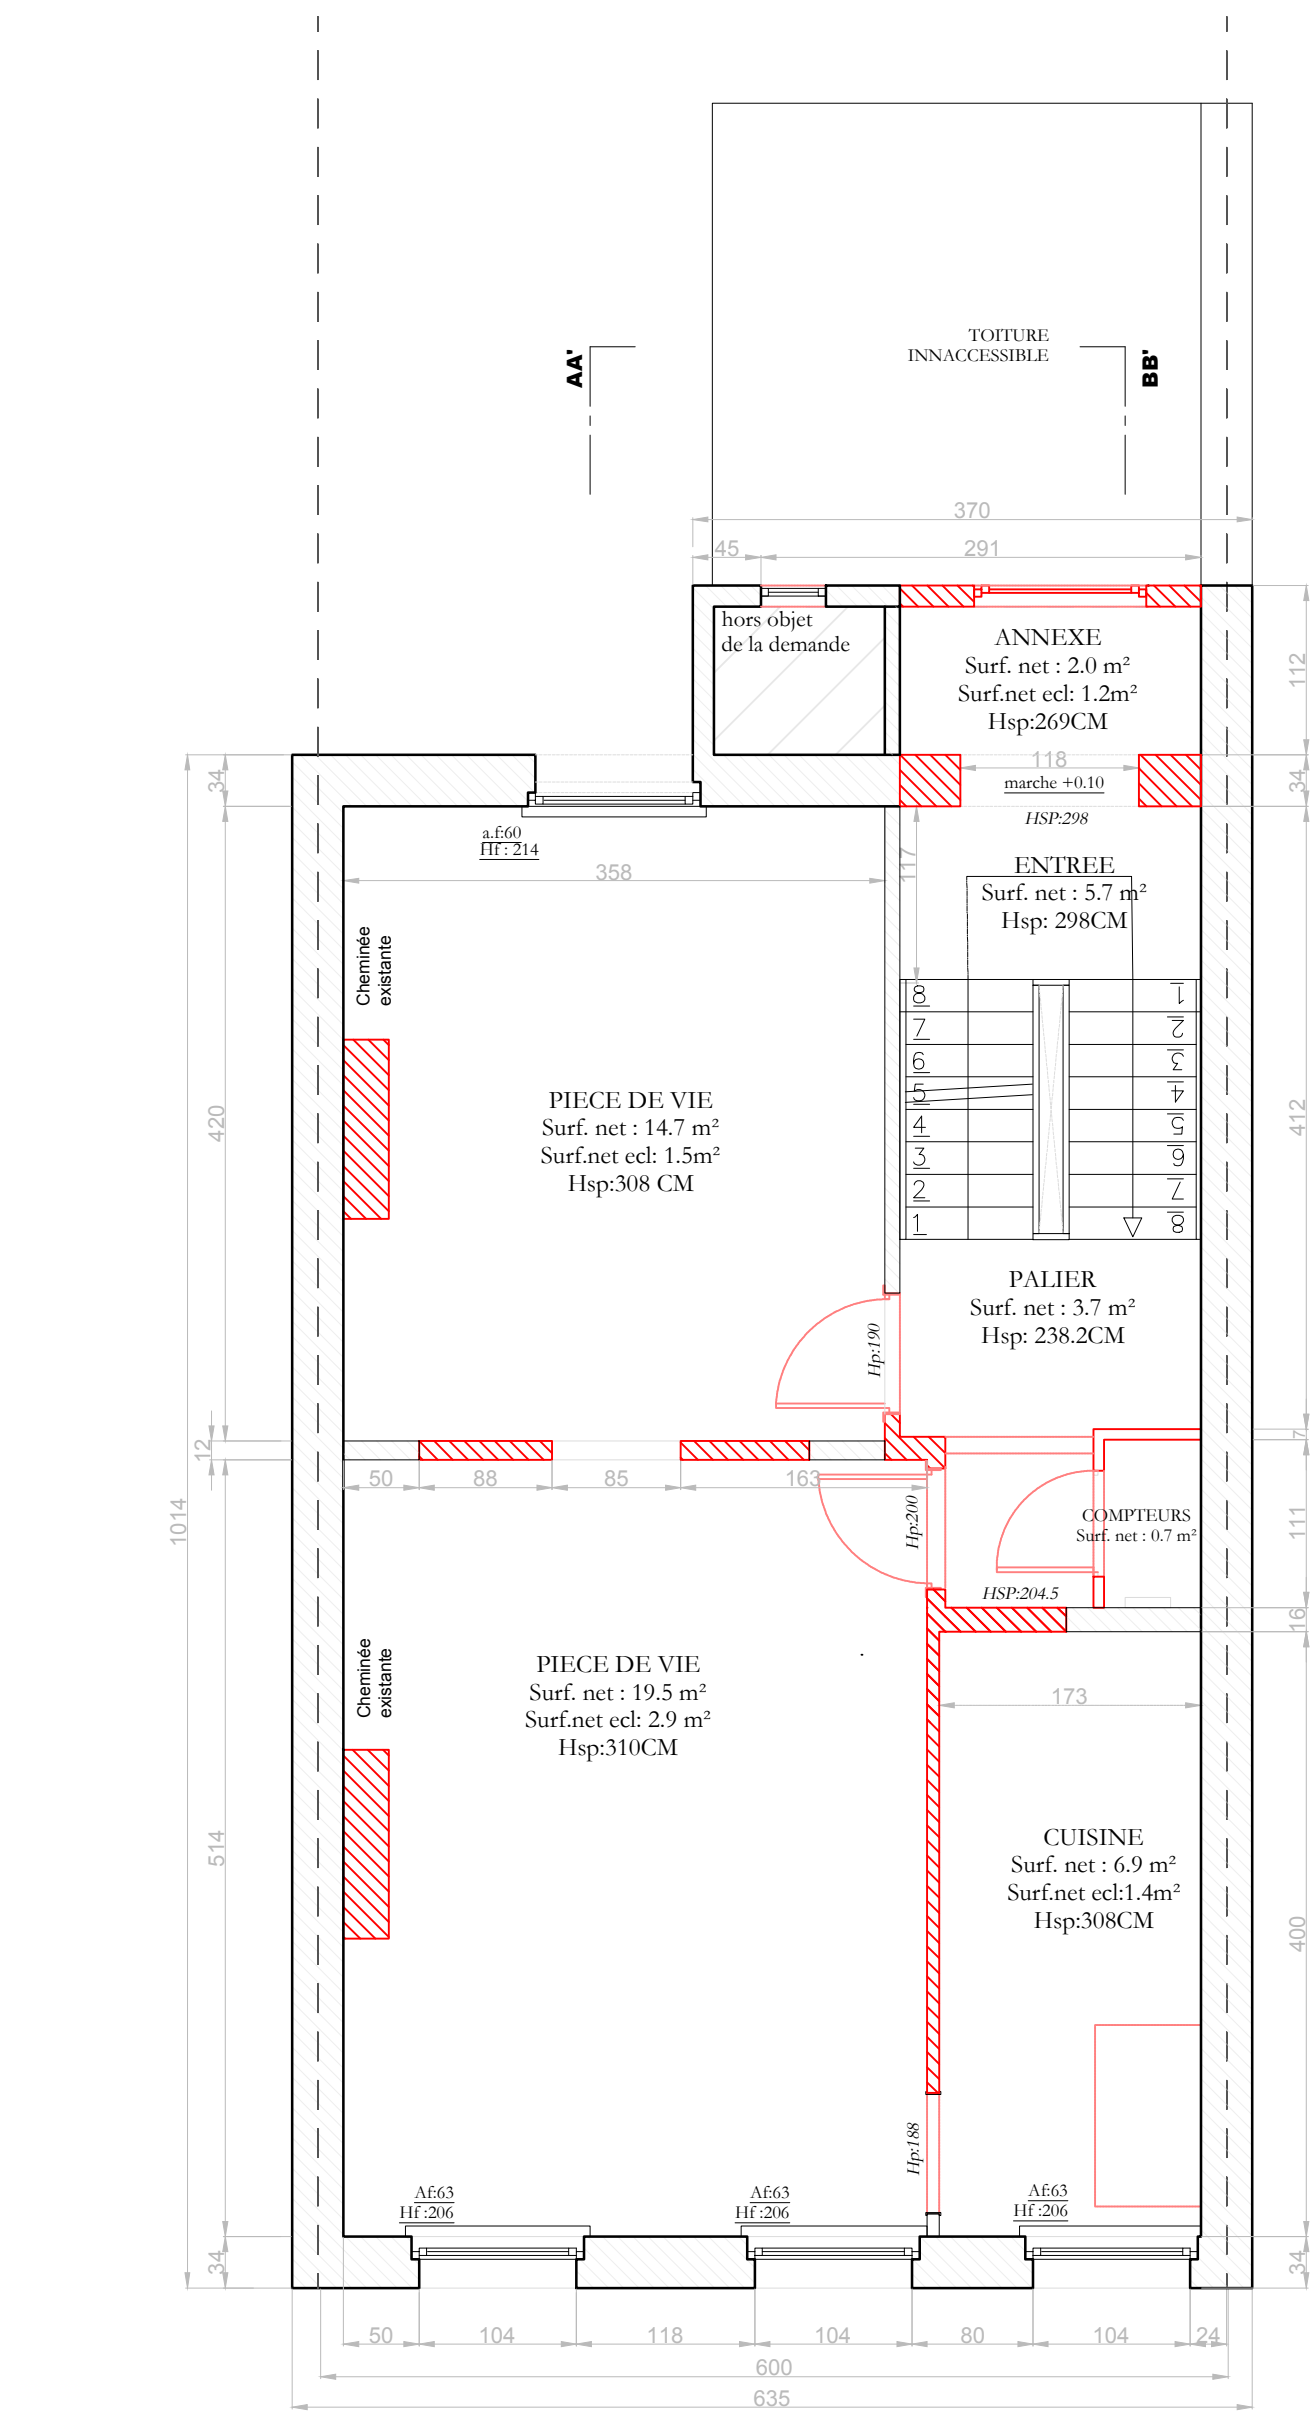 TOITURE
INNACCESSIBLE
AA'
BB'
370
45
291
hors objet
de la demande
ANNEXE
Surf. net : 2.0 m²
Surf.net ecl: 1.2m²
Hsp:269CM
112
34
118
34
marche +0.10
HSP:298
a.f:60
Hf : 214
358
117
ENTREE
Surf. net : 5.7 m²
Hsp: 298CM
Cheminée
existante
8
7
6
5
4
3
2
1
1
2
3
4
5
6
7
8
PIECE DE VIE
Surf. net : 14.7 m²
Surf.net ecl: 1.5m²
Hsp:308 CM
420
412
PALIER
Surf. net : 3.7 m²
Hsp: 238.2CM
Hp:190
12
7
50
88
85
163
1014
Hp:200
COMPTEURS
Surf. net : 0.7 m²
111
HSP:204.5
16
Cheminée
existante
PIECE DE VIE
Surf. net : 19.5 m²
Surf.net ecl: 2.9 m²
Hsp:310CM
173
514
CUISINE
Surf. net : 6.9 m²
Surf.net ecl:1.4m²
Hsp:308CM
400
Hp:188
Af:63
Hf :206
Af:63
Hf :206
Af:63
Hf :206
34
34
50
104
118
104
80
104
24
600
635